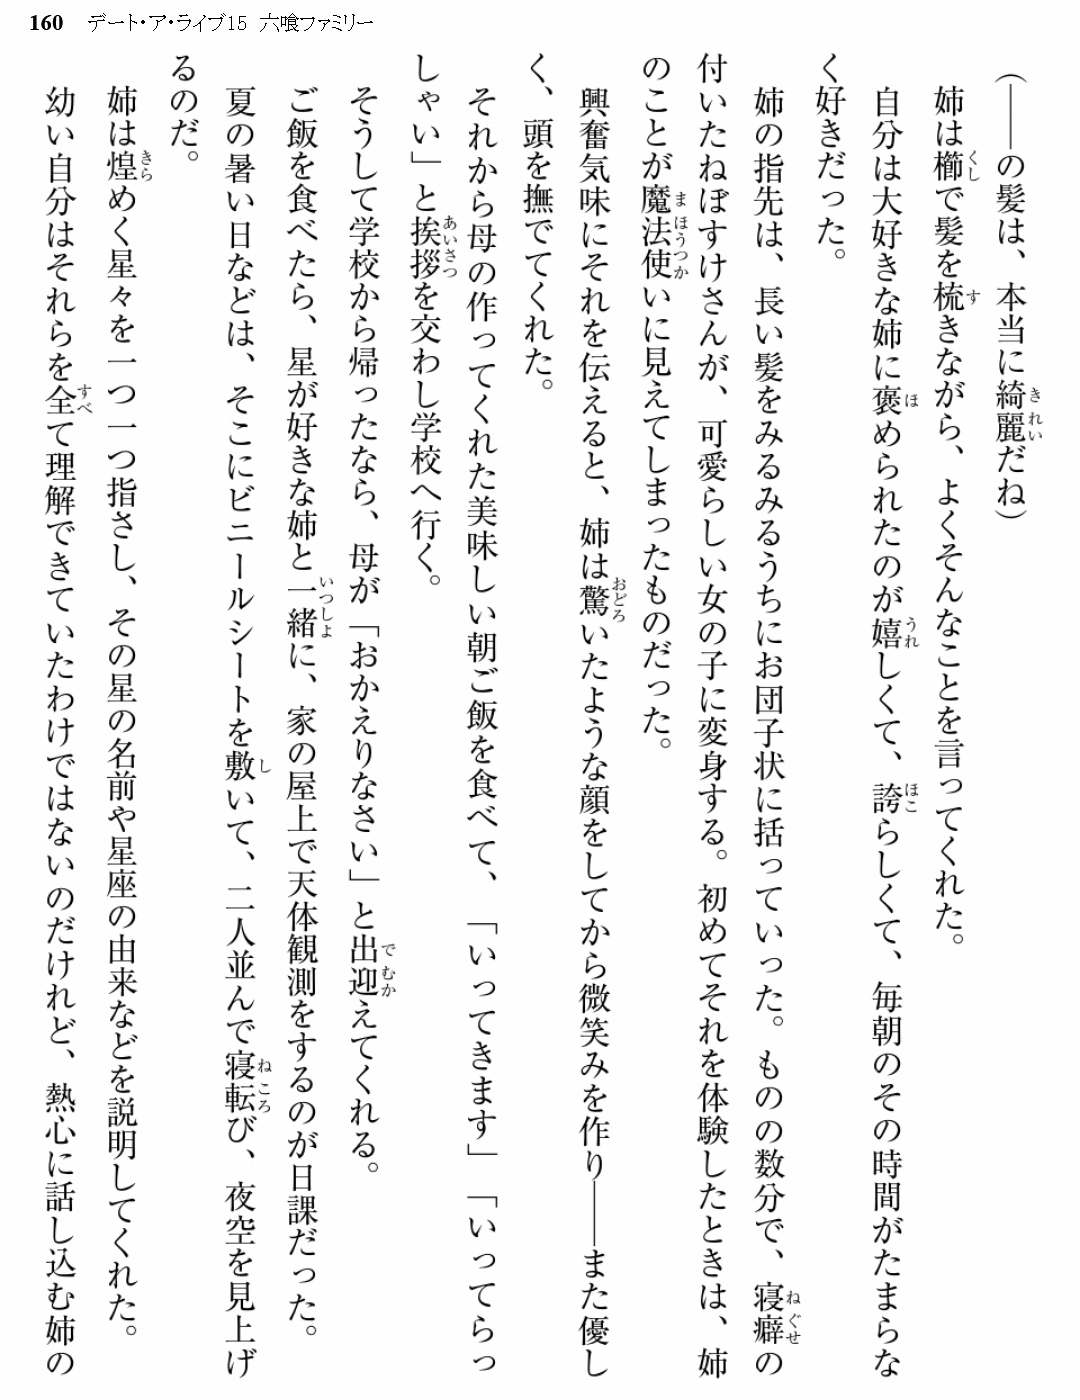 160 デート・ア・ライブ15 六喰ファミリー
(――の髪は、本当に綺麗だね)
姉は櫛で髪を梳きながら、よくそんなことを言ってくれた。
自分は大好きな姉に褒められたのが嬉しくて、誇らしくて、毎朝のその時間がたまらな
く好きだった。
姉の指先は、長い髪をみるみるうちにお団子状に括っていった。ものの数分で、寝癖の
付いたねぼすけさんが、可愛らしい女の子に変身する。初めてそれを体験したときは、姉
のことが魔法使いに見えてしまったものだった。
興奮気味にそれを伝えると、姉は驚いたような顔をしてから微笑みを作り――また優し
く、頭を撫でてくれた。
それから母の作ってくれた美味しい朝ご飯を食べて、「いってきます」「いってらっ
しゃい」と挨拶を交わし学校へ行く。
そうして学校から帰ったなら、母が「おかえりなさい」と出迎えてくれる。
ご飯を食べたら、星が好きな姉と一緒に、家の屋上で天体観測をするのが日課だった。
夏の暑い日などは、そこにビニールシートを敷いて、二人並んで寝転び、夜空を見上げ
るのだ。
姉は煌めく星々を一つ一つ指さし、その星の名前や星座の由来などを説明してくれた。
幼い自分はそれらを全て理解できていたわけではないのだけれど、熱心に話し込む姉の